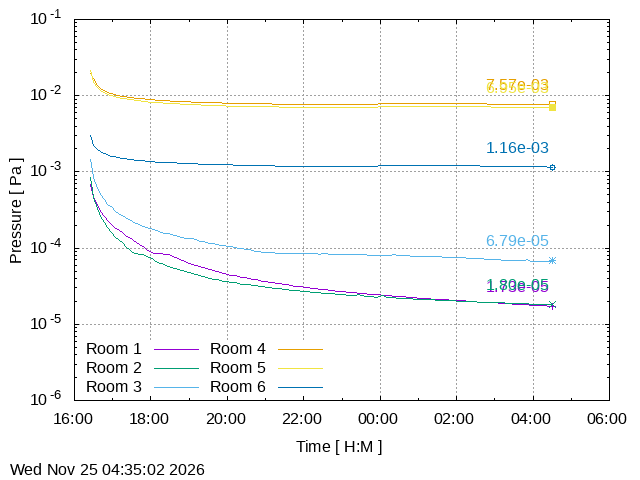 10^-1
10^-2
10^-3
10^-4
10^-5
10^-6
Pressure [ Pa ]
7.57e-03
1.16e-03
6.79e-05
1.73e-05
Room 1 Room 4
Room 2 Room 5
Room 3 Room 6
16:00 18:00 20:00 22:00 00:00 02:00 04:00 06:00
Time [ H:M ]
Wed Nov 25 04:35:02 2026